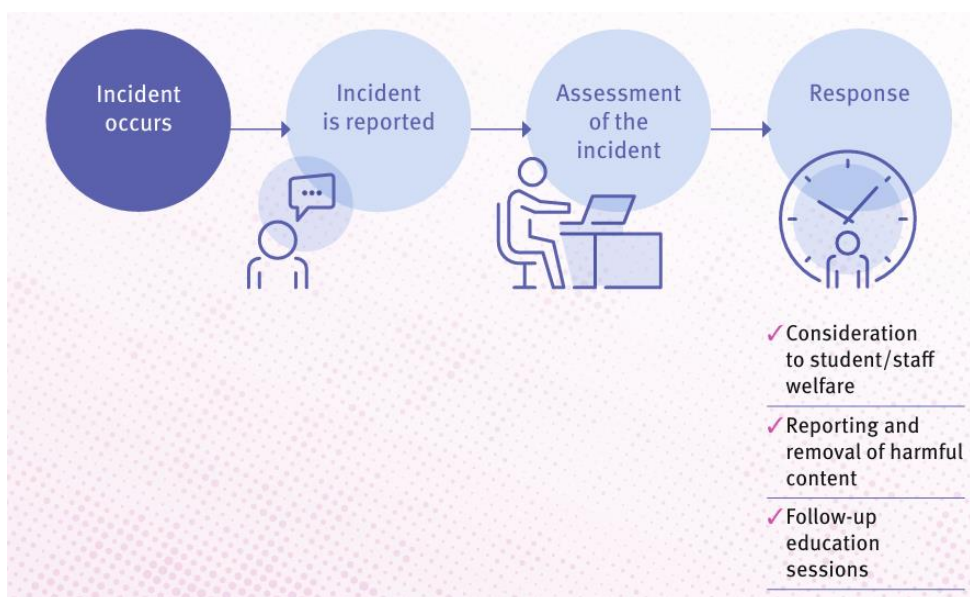 Incident
occurs
Incident
is reported
Assessment
of the
incident
Response
✓Consideration
to student/staff
welfare
✓Reporting and
removal of harmful
content
✓Follow-up
education
sessions